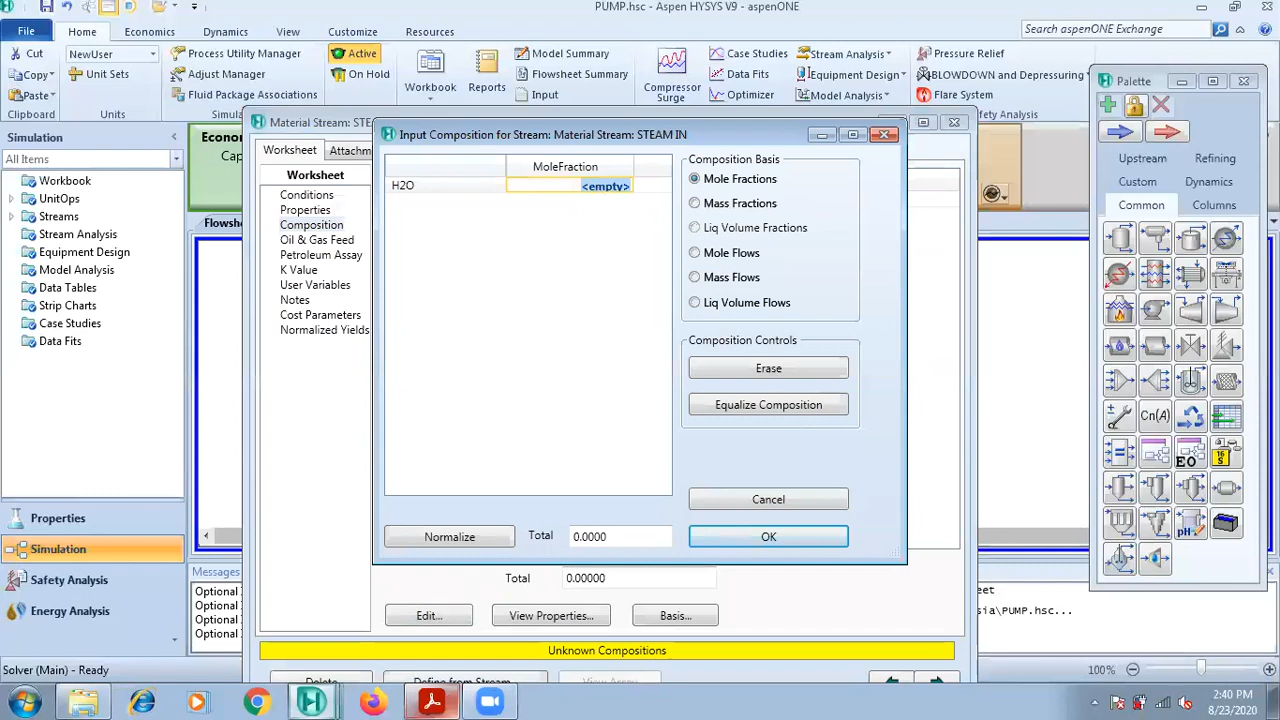 PUMP.hsc - Aspen HYSYS V9 - aspenONE
File Home Economics Dynamics View Customize Resources Search aspenONE Exchange
Cut NewUser Process Utility Manager Active Model Summary Case Studies Stream Analysis Pressure Relief
Copy Unit Sets Adjust Manager On Hold Workbook Reports Flowsheet Summary Compressor Surge Data Fits Equipment Design BLOWDOWN and Depressuring
Paste Fluid Package Associations Input Optimizer Model Analysis Flare System
Clipboard Units
Palette
Simulation
All Items
Workbook
UnitOps
Streams
Stream Analysis
Equipment Design
Model Analysis
Data Tables
Strip Charts
Case Studies
Data Fits
Properties
Simulation
Safety Analysis
Energy Analysis
Material Stream:
Worksheet
Worksheet
Conditions
Properties
Composition
Oil & Gas Feed
Petroleum Assay
K Value
User Variables
Notes
Cost Parameters
Normalized Yields
Input Composition for Stream: Material Stream: STEAM IN
MoleFraction
H2O <empty>
Composition Basis
Mole Fractions
Mass Fractions
Liq Volume Fractions
Mole Flows
Mass Flows
Liq Volume Flows
Composition Controls
Erase
Equalize Composition
Cancel
Normalize Total 0.0000 OK
Total 0.00000
Edit... View Properties... Basis...
Unknown Compositions
Upstream Refining
Custom Dynamics
Common Columns
Cn(A)
EO
16
S
pH
Messages
Optional
Optional
Optional
Optional
\PUMP.hsc...
Solver (Main) - Ready 100%
2:40 PM
8/23/2020